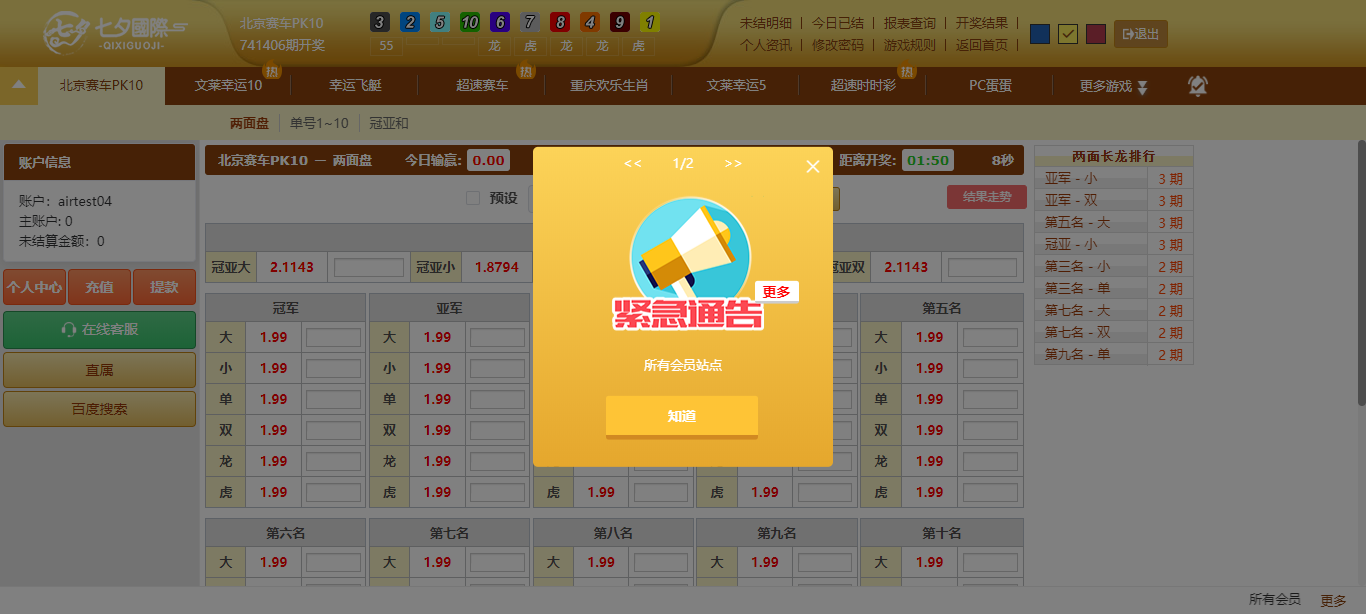 七夕國際
-QIXIGUOJI-
北京赛车PK10
741406期开奖
3 2 5 10 6 7 8 4 9 1
55 龙 虎 龙 龙 虎
未结明细 | 今日已结 | 报表查询 | 开奖结果 |
个人资讯 | 修改密码 | 游戏规则 | 返回首页 |
退出
北京赛车PK10 文莱幸运10 热 幸运飞艇 超速赛车 热 重庆欢乐生肖 文莱幸运5 超速时时彩 热 PC蛋蛋 更多游戏
两面盘 单号1~10 冠亚和
账户信息
账户：airtest04
主账户: 0
未结算金额：0
个人中心 充值 提款
在线客服
直属
百度搜索
北京赛车PK10 － 两面盘 今日输赢: 0.00
距离开奖: 01:50 8秒
预设
结果走势
冠亚大 2.1143 冠亚小 1.8794 冠亚双 2.1143
冠军 亚军 第五名
大 1.99 大 1.99 大 1.99
小 1.99 小 1.99 小 1.99
单 1.99 单 1.99 单 1.99
双 1.99 双 1.99 双 1.99
龙 1.99 龙 1.99 龙 1.99
虎 1.99 虎 1.99 虎 1.99 虎 1.99 虎 1.99
第六名 第七名 第八名 第九名 第十名
大 1.99 大 1.99 大 1.99 大 1.99 大 1.99
<< 1/2 >>
更多
紧急通告
所有会员站点
知道
两面长龙排行
亚军 - 小 3 期
亚军 - 双 3 期
第五名 - 大 3 期
冠亚 - 小 3 期
第三名 - 小 2 期
第三名 - 单 2 期
第七名 - 大 2 期
第七名 - 双 2 期
第九名 - 单 2 期
所有会员 更多